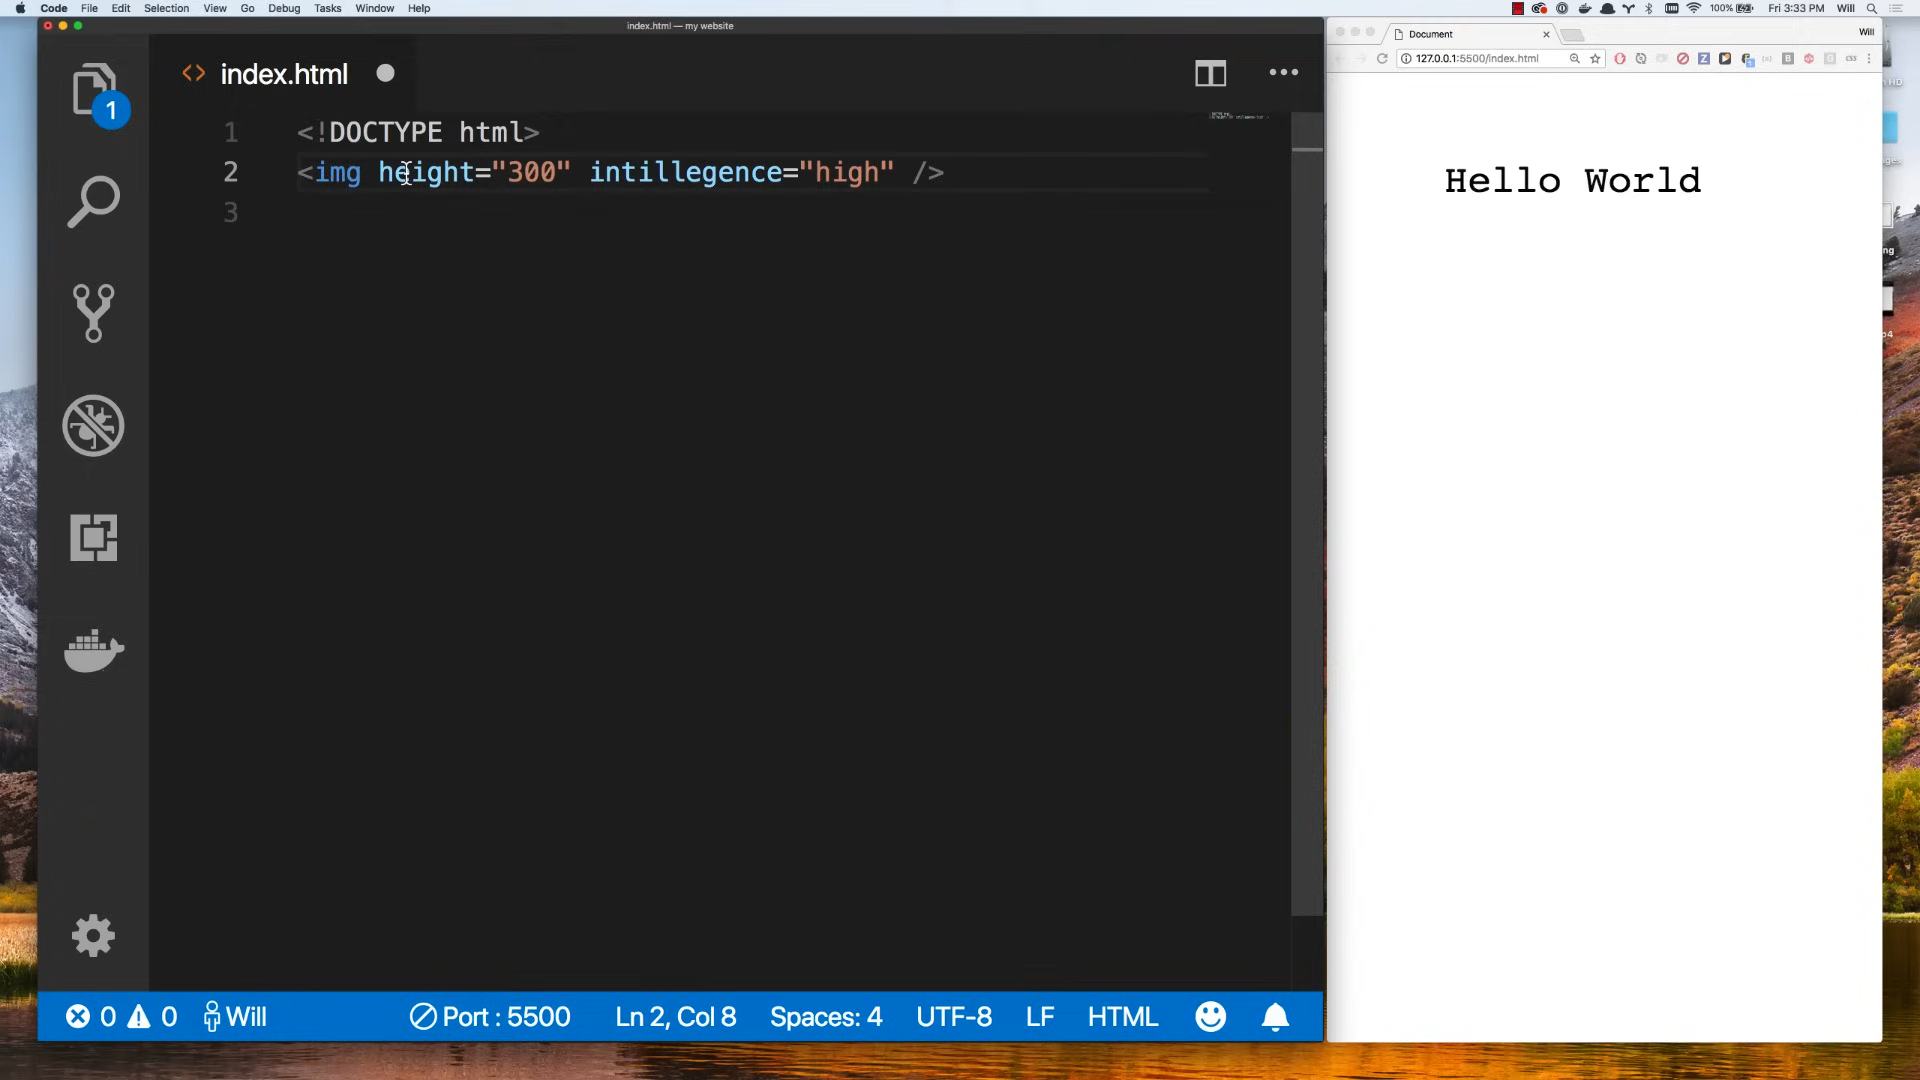 Code File Edit Selection View Go Debug Tasks Window Help
100% Fri 3:33 PM Will
index.html — my website
Document
Will
127.0.0.1:5500/index.html
index.html
1
1 <!DOCTYPE html>
2 <img height="300" intillegence="high" />
3
Hello World
0 0 Will Port : 5500 Ln 2, Col 8 Spaces: 4 UTF-8 LF HTML